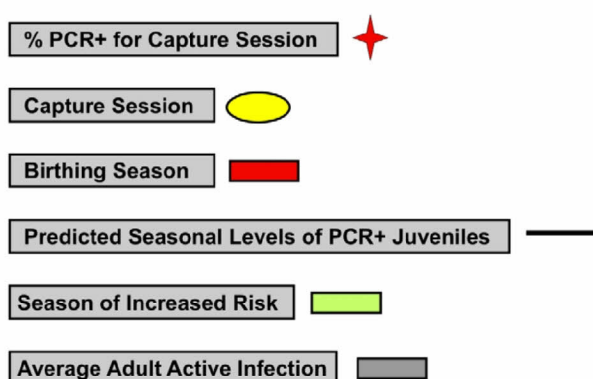 % PCR+ for Capture Session
Capture Session
Birthing Season
Predicted Seasonal Levels of PCR+ Juveniles
Season of Increased Risk
Average Adult Active Infection